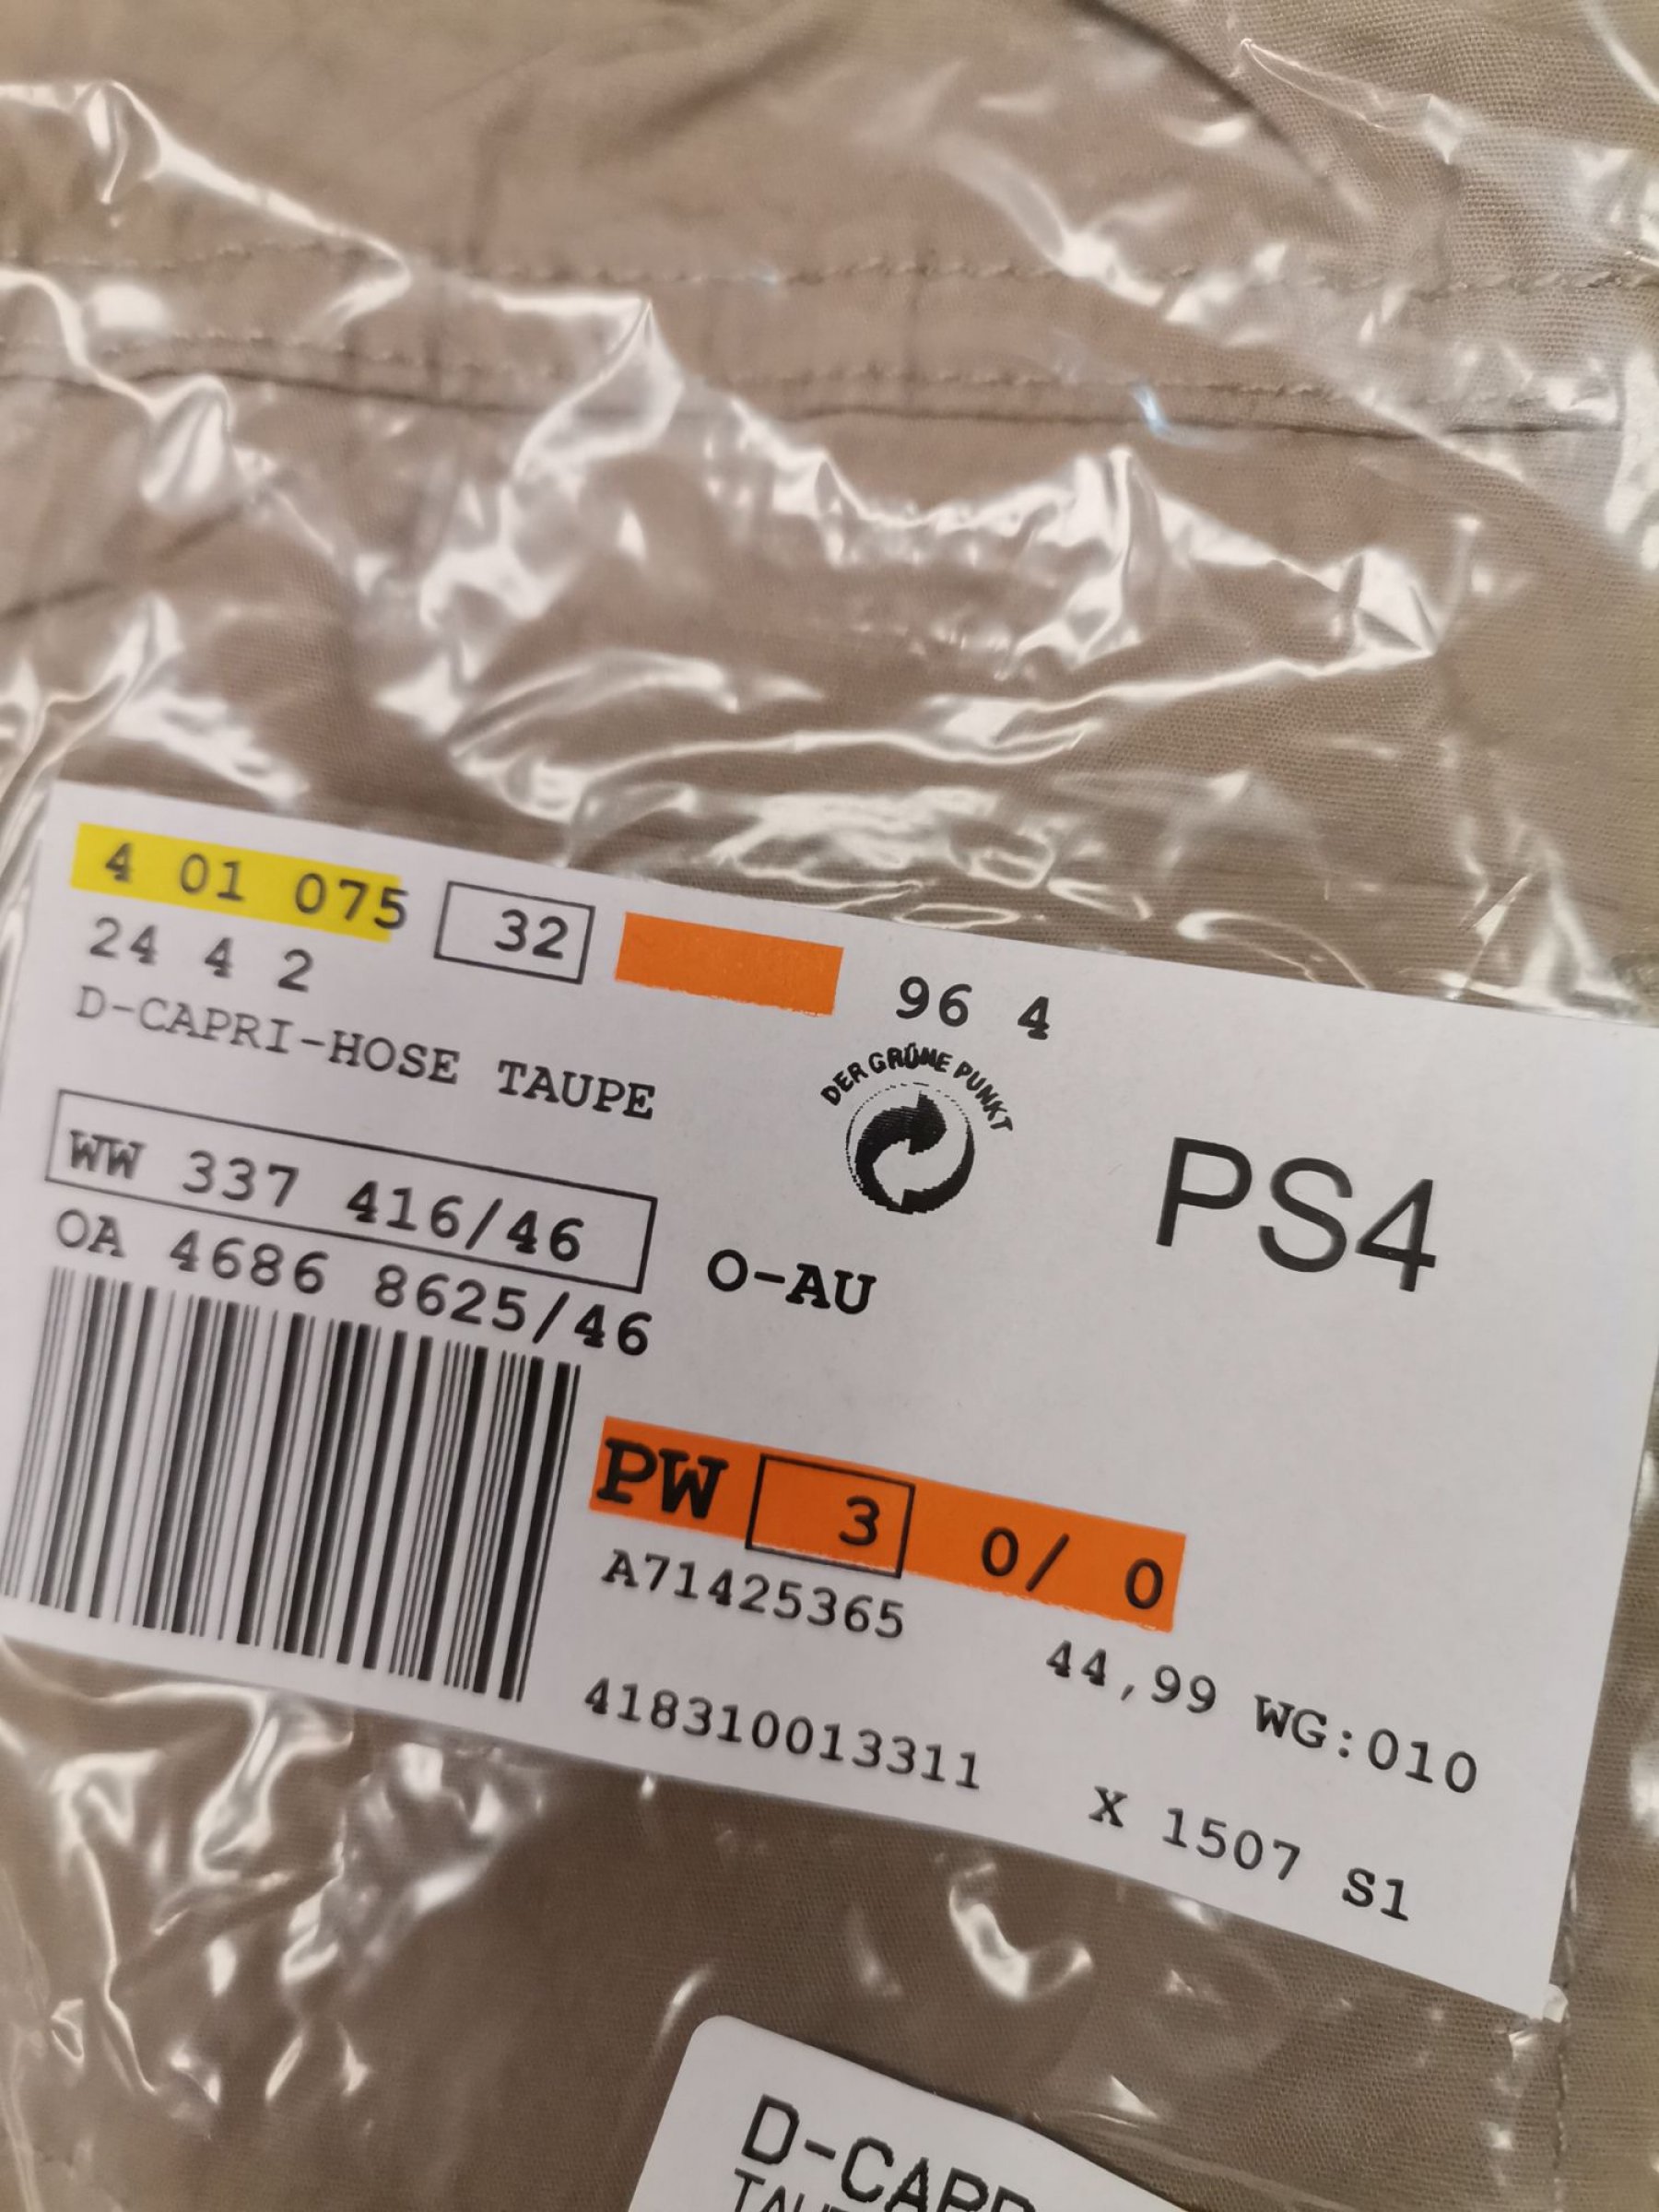 4 01 075 32 96 4
24 4 2
D-CAPRI-HOSE TAUPE
DER GRÜNE PUNKT
WW 337 416/46
PS4
OA 4686 8625/46
O-AU
PW 3 0/ 0
A71425365
44,99 WG:010
418310013311
X 1507 S1